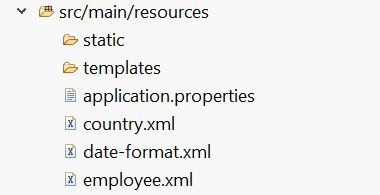 src/main/resources
static
templates
application.properties
country.xml
date-format.xml
employee.xml